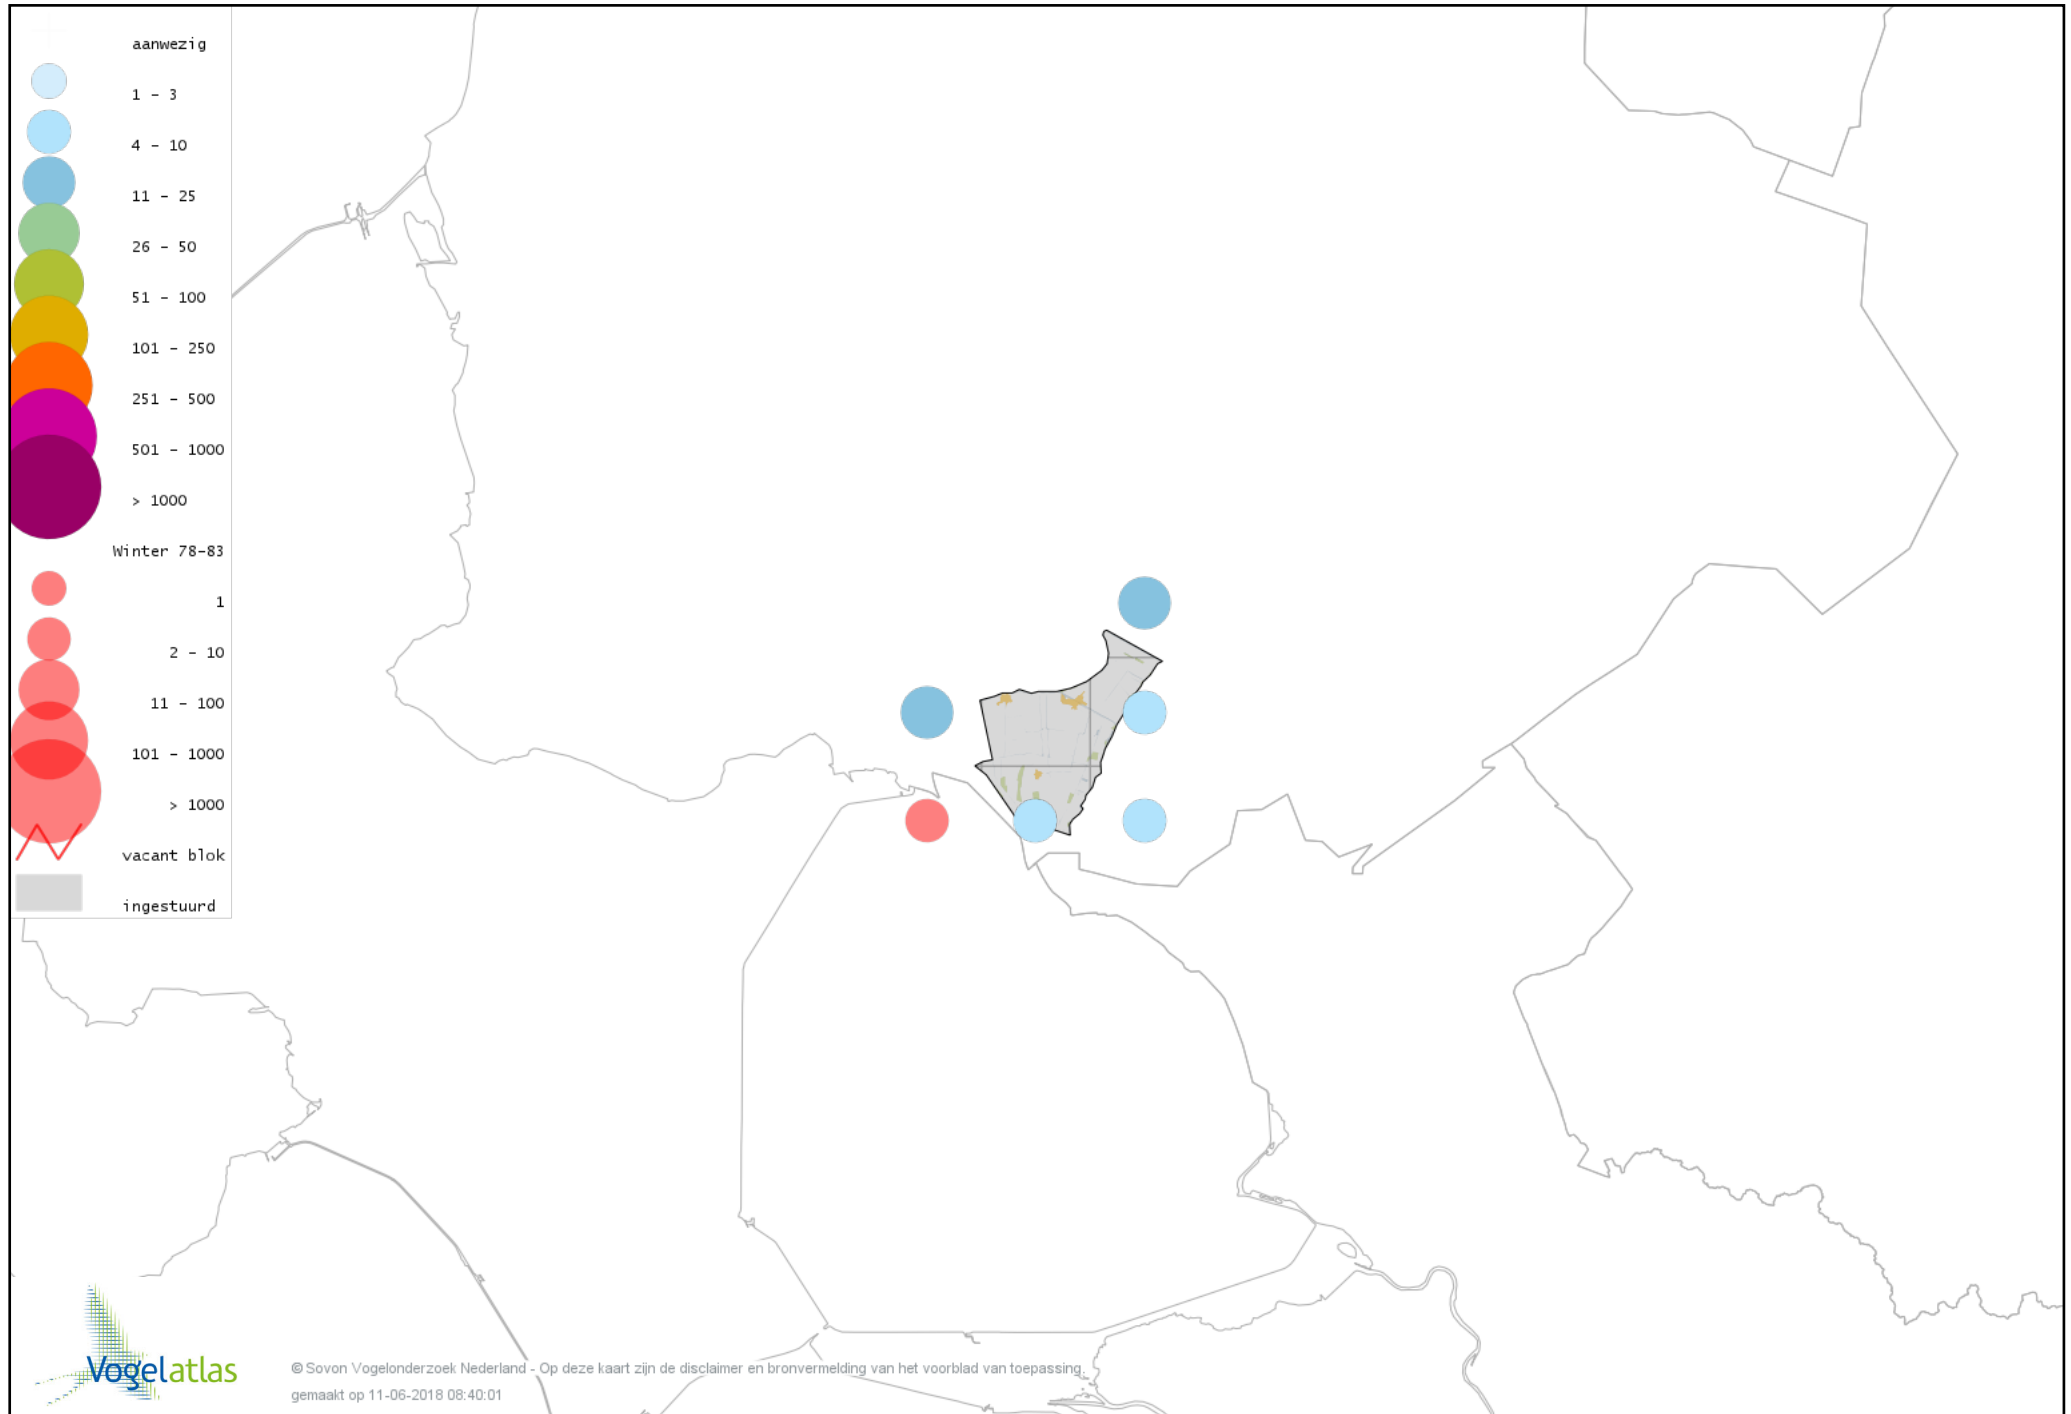 aanwezig
1 - 3
4 - 10
11 - 25
26 - 50
51 - 100
101 - 250
251 - 500
501 - 1000
> 1000
Winter 78-83
1
2 - 10
11 - 100
101 - 1000
> 1000
vacant blok
ingestuurd
Vogelatlas
© Sovon Vogelonderzoek Nederland - Op deze kaart zijn de disclaimer en bronvermelding van het voorblad van toepassing.
gemaakt op 11-06-2018 08:40:01